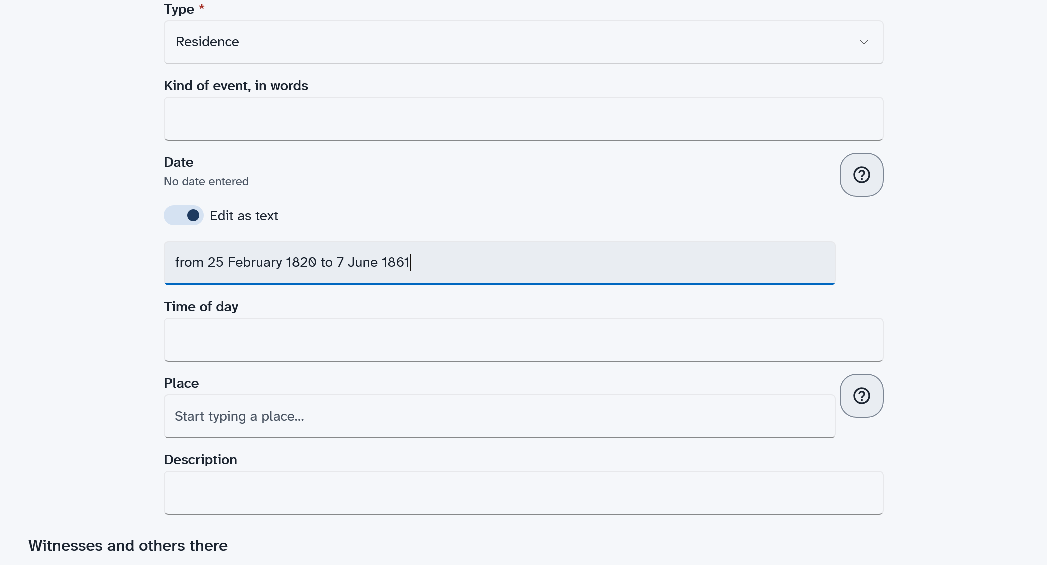 Type *
Residence
Kind of event, in words
Date
No date entered
Edit as text
from 25 February 1820 to 7 June 1861
Time of day
Place
Start typing a place...
Description
Witnesses and others there